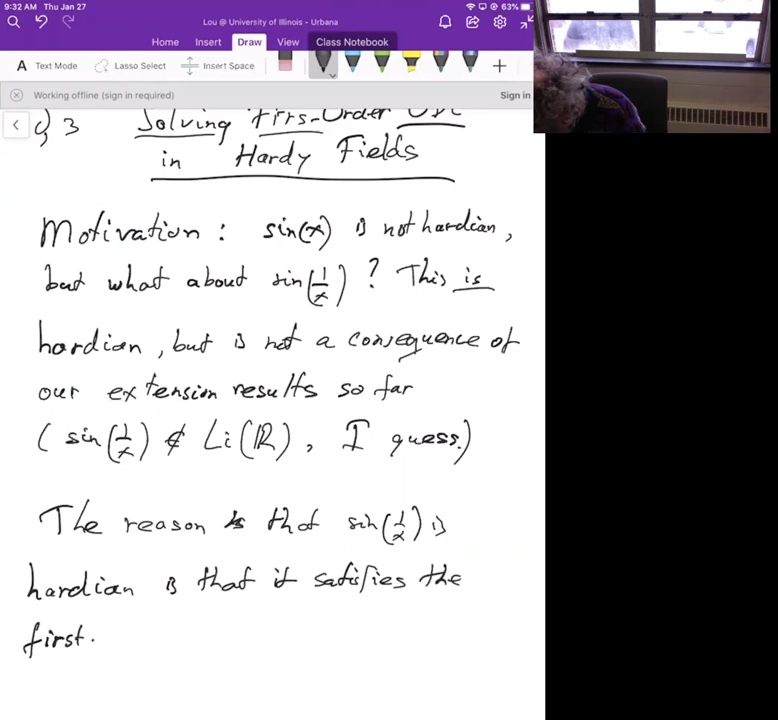 9:32 AM Thu Jan 27
63%
Lou @ University of Illinois - Urbana
Home Insert Draw View Class Notebook
A Text Mode Lasso Select Insert Space
Working offline (sign in required) Sign in
§ 3 Solving First-Order ODE
in Hardy Fields
Motivation : sin(x) is not hardian,
but what about sin(1/x) ? This is
hardian, but is not a consequence of
our extension results so far
( sin(1/x) ∉ Li(ℝ), I guess.)
The reason is that sin(1/x) is
hardian is that it satisfies the
first.